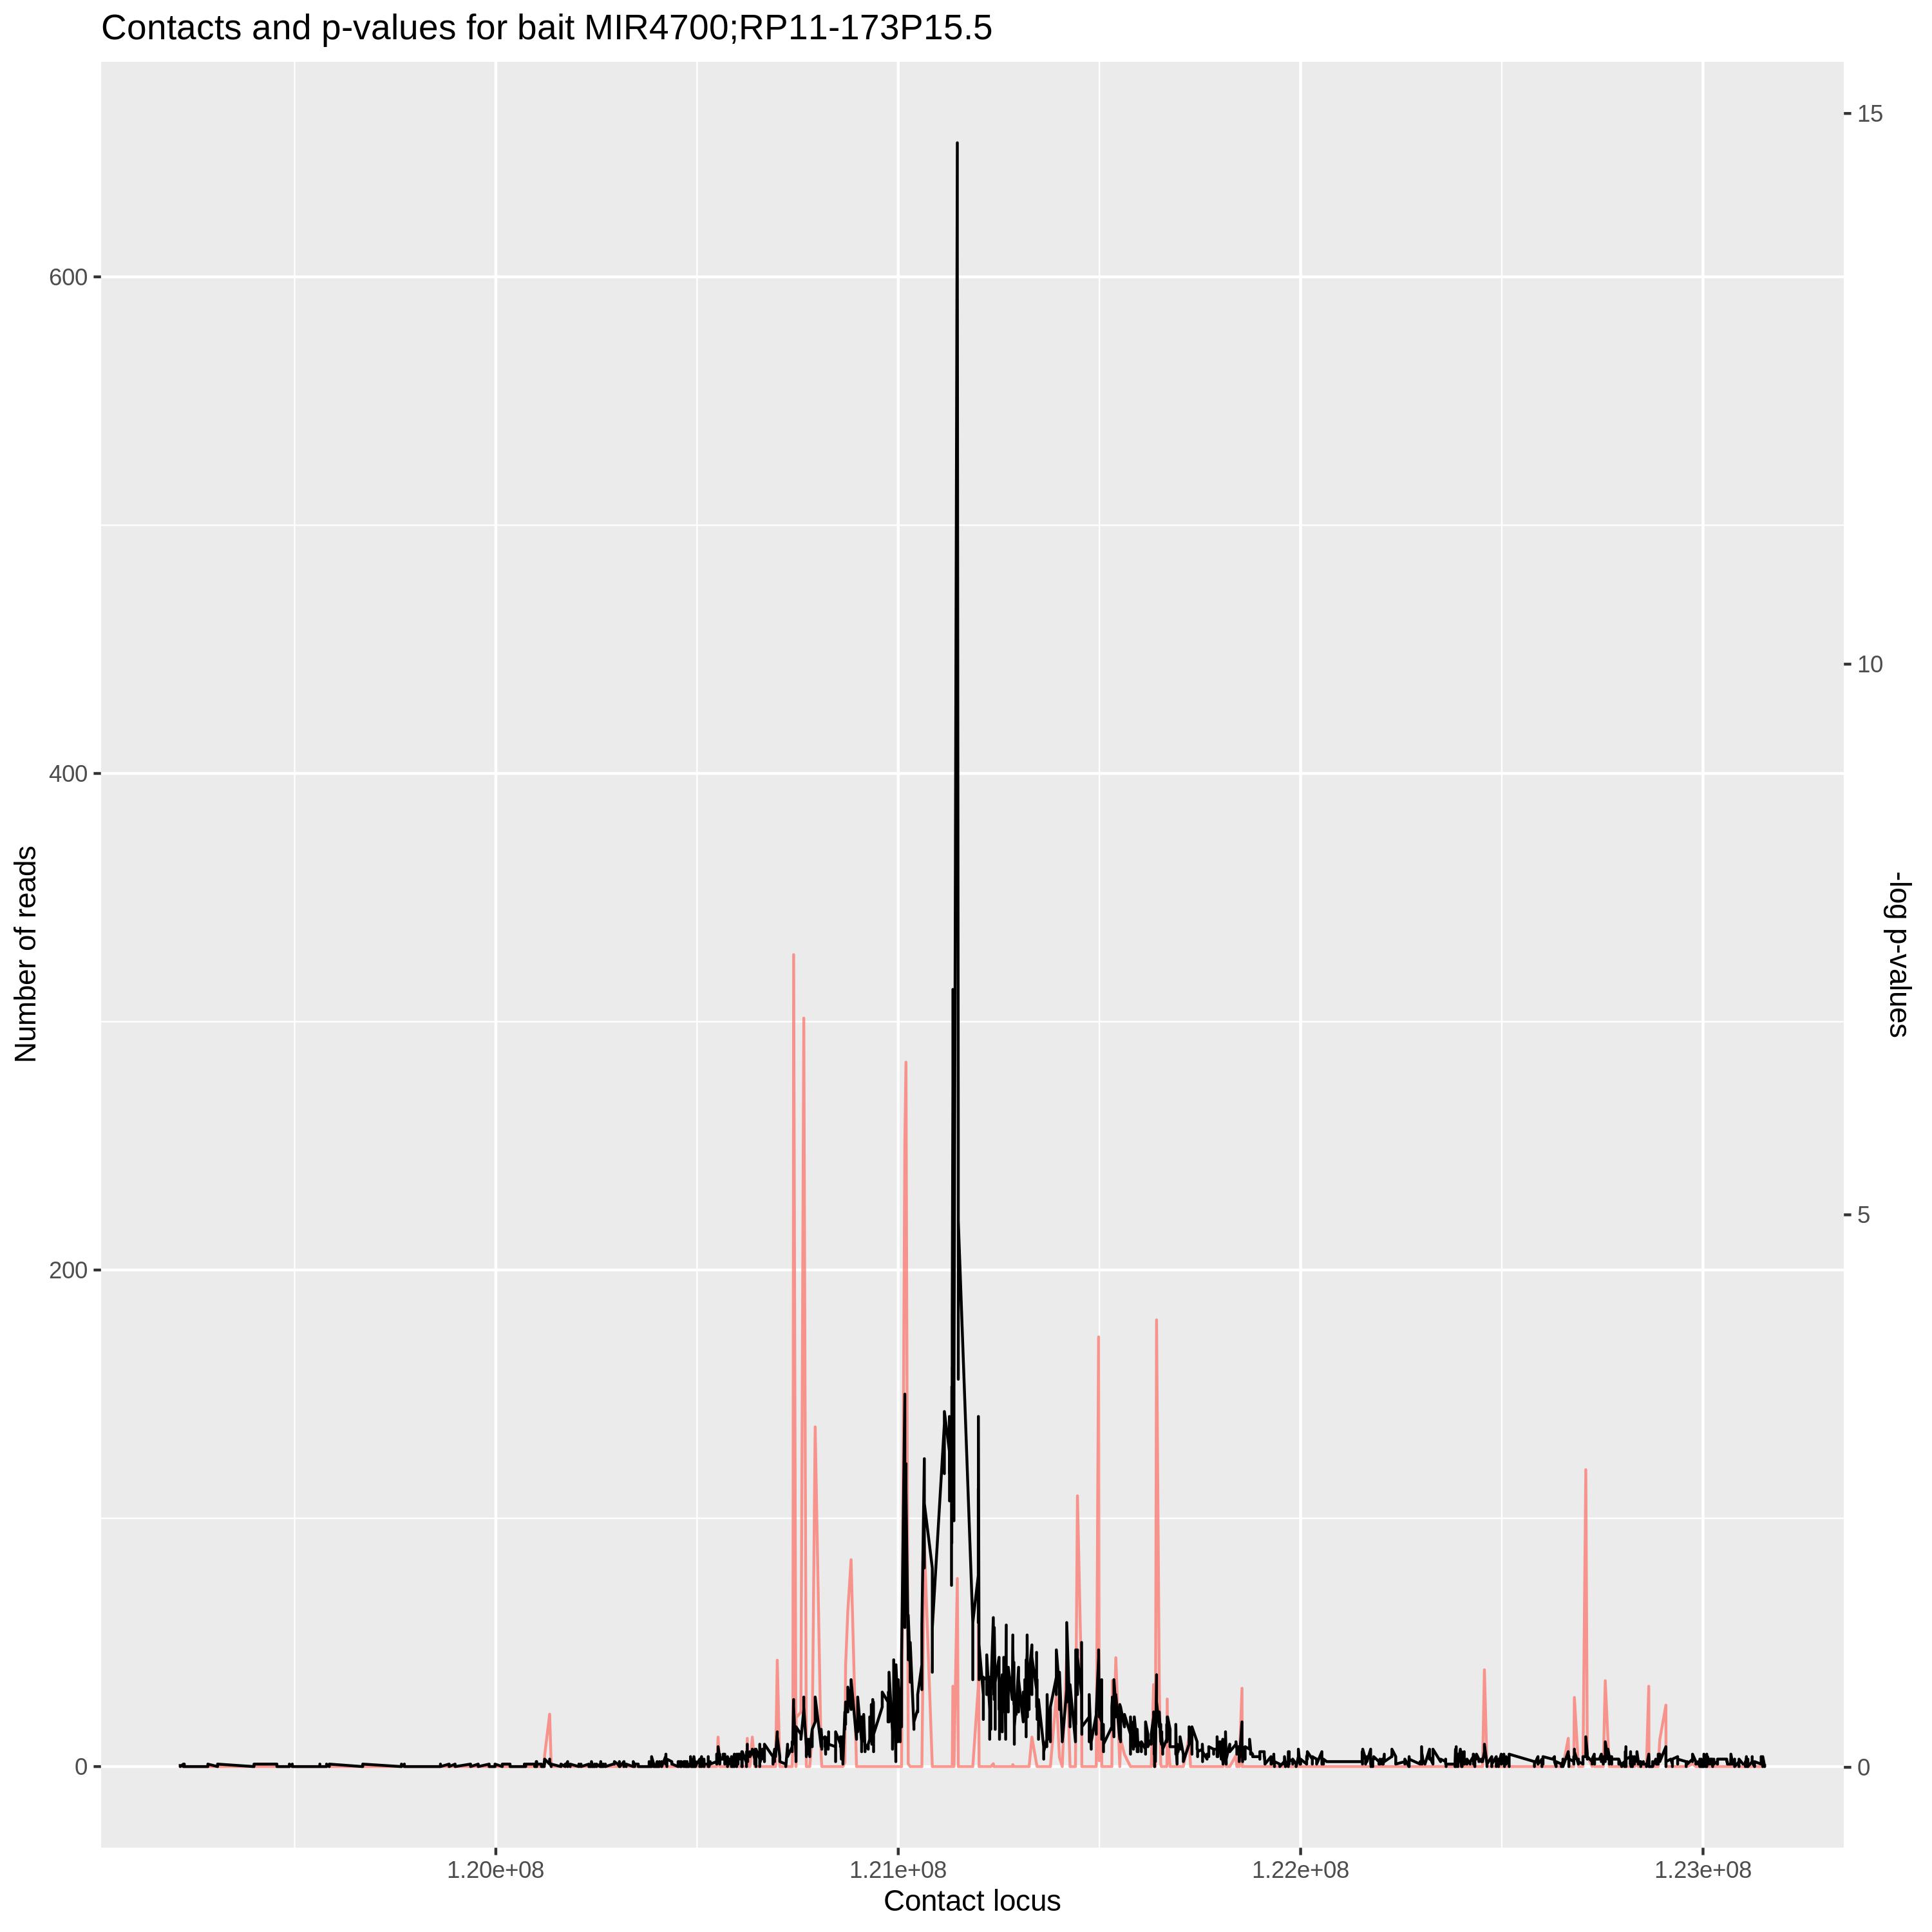 Contacts and p-values for bait MIR4700;RP11-173P15.5
15
600
10
400
Number of reads
-log p-values
5
200
0
0
1.20e+08
1.21e+08
1.22e+08
1.23e+08
Contact locus